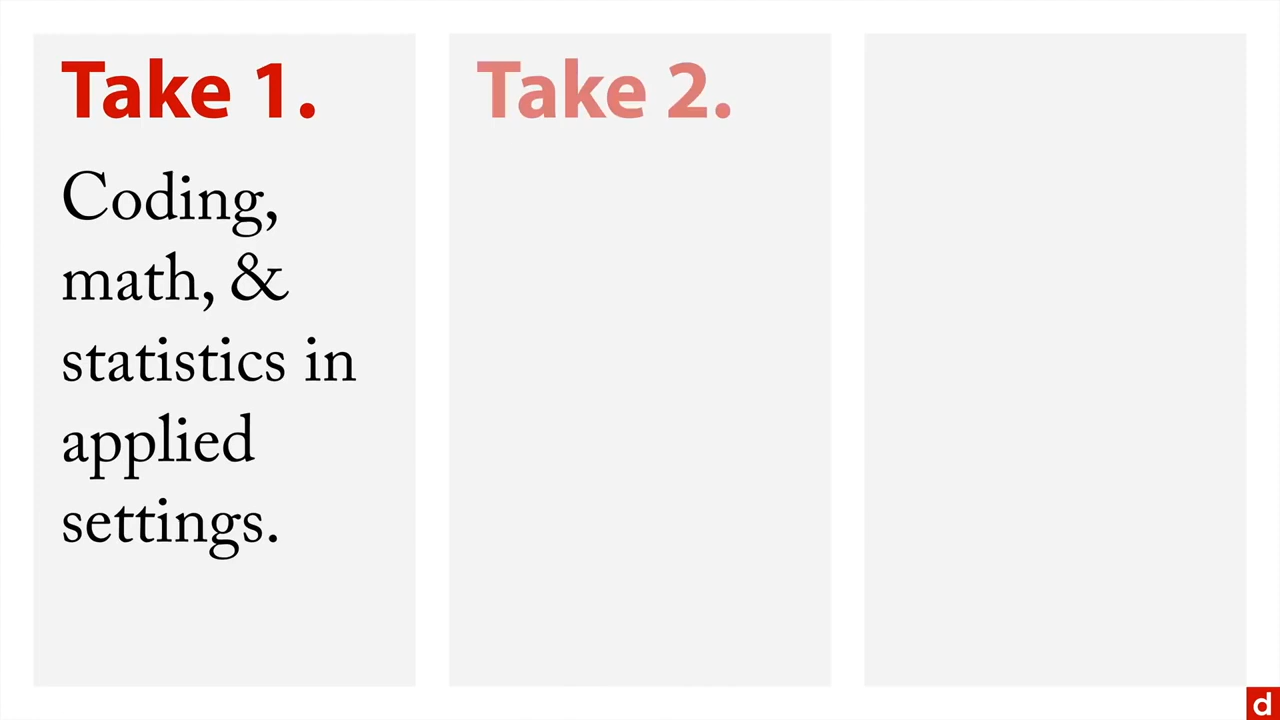 Take 1.
Coding,
math, &
statistics in
applied
settings.
Take 2.
d